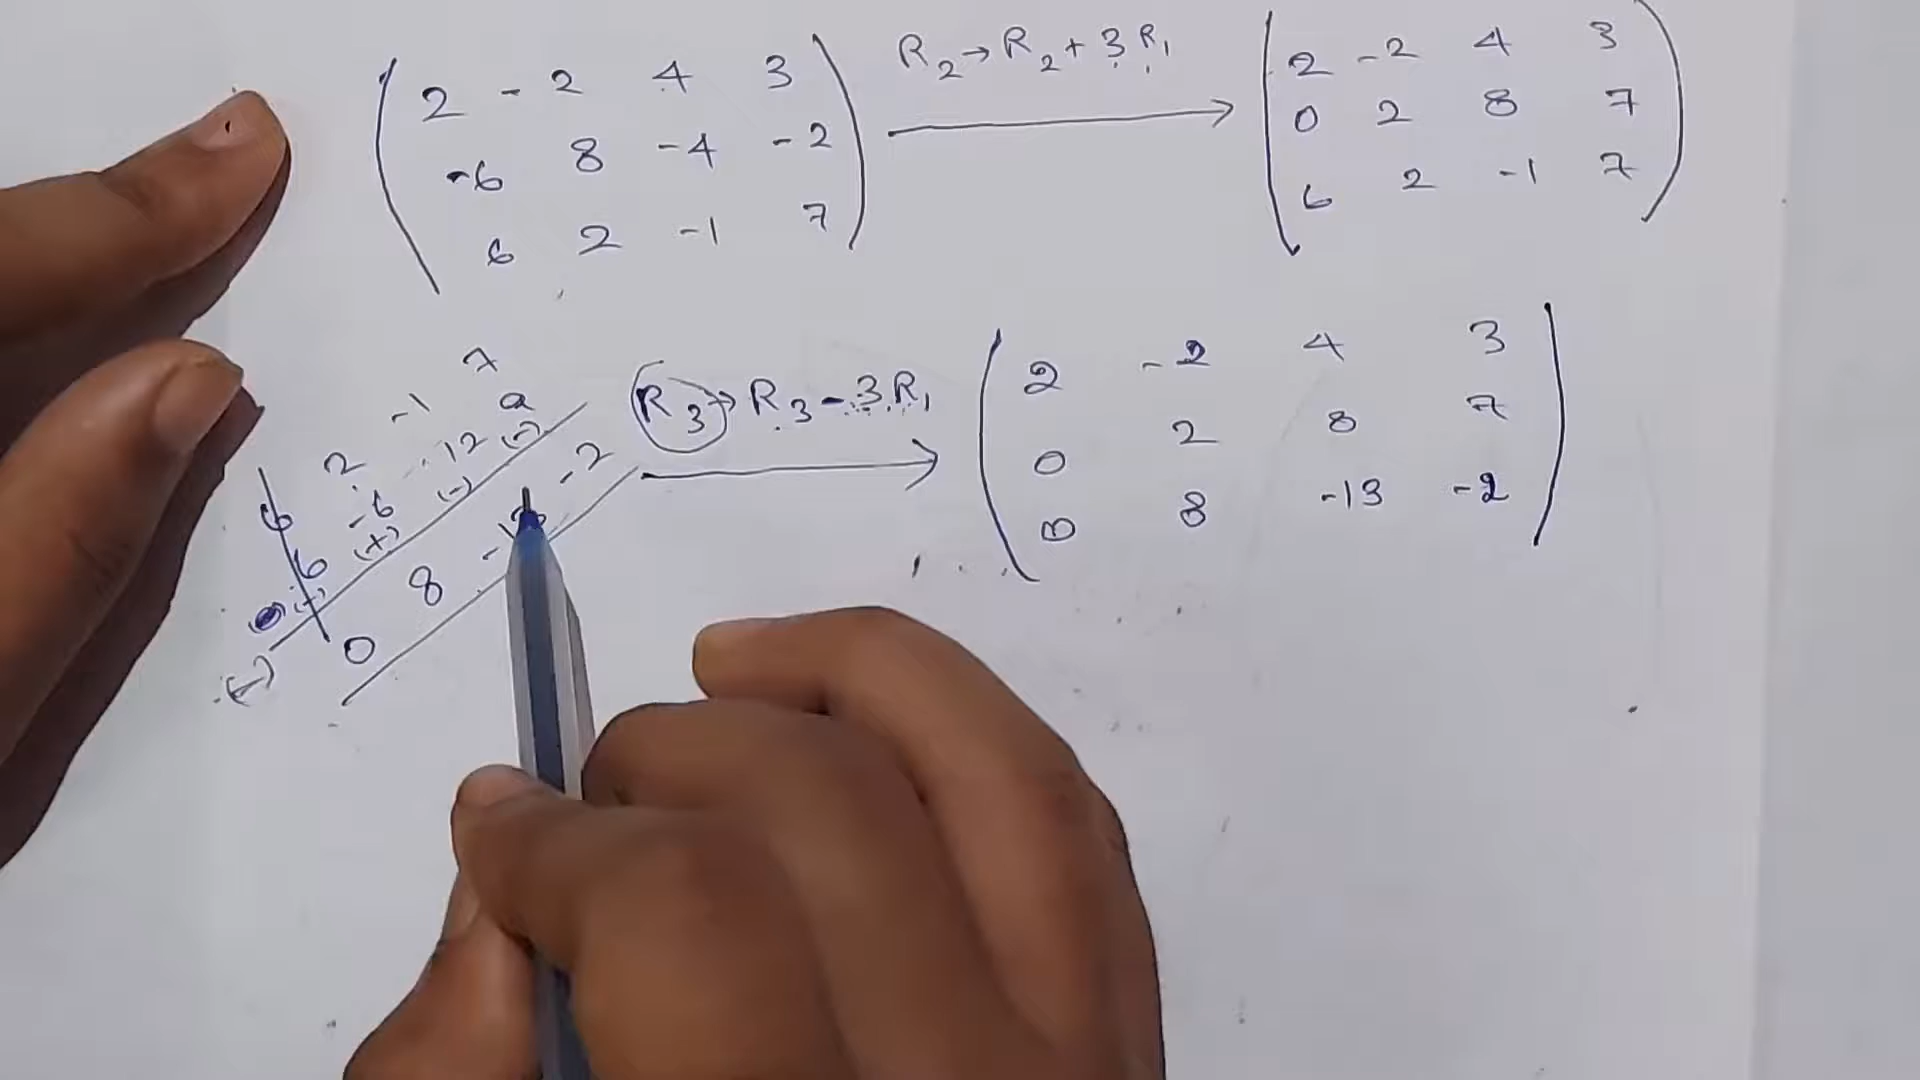 2 -2 4 3
-6 8 -4 -2
6 2 -1 7
R2→R2+3R1
2 -2 4 3
0 2 8 7
6 2 -1 7
6 2 -1 7
6 -6 12 9
(-) (+) (-) (-)
0 8 -13 -2
(-)
R3→R3-3R1
2 -2 4 3
0 2 8 7
0 8 -13 -2